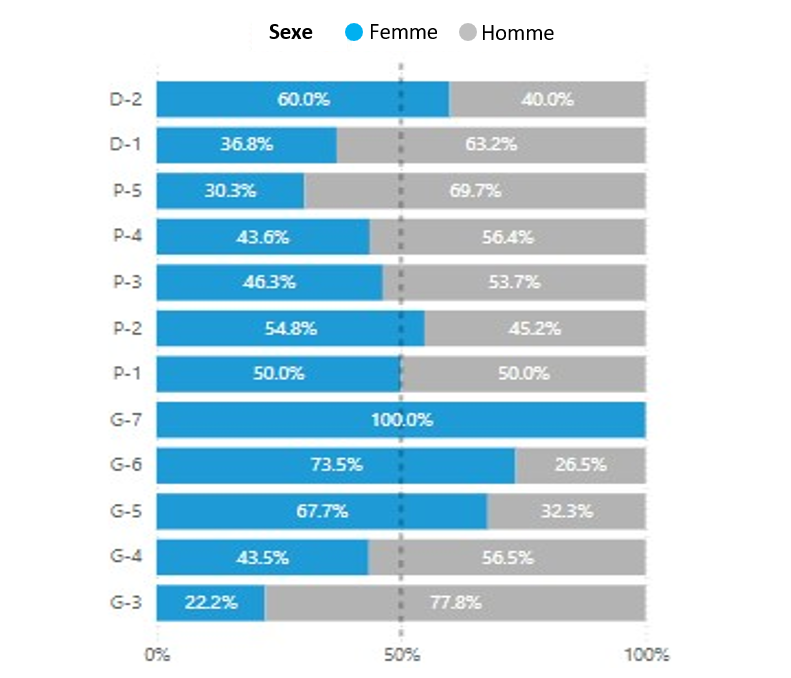 Sexe Femme Homme
D-2 60.0% 40.0%
D-1 36.8% 63.2%
P-5 30.3% 69.7%
P-4 43.6% 56.4%
P-3 46.3% 53.7%
P-2 54.8% 45.2%
P-1 50.0% 50.0%
G-7 100.0%
G-6 73.5% 26.5%
G-5 67.7% 32.3%
G-4 43.5% 56.5%
G-3 22.2% 77.8%
0% 50% 100%